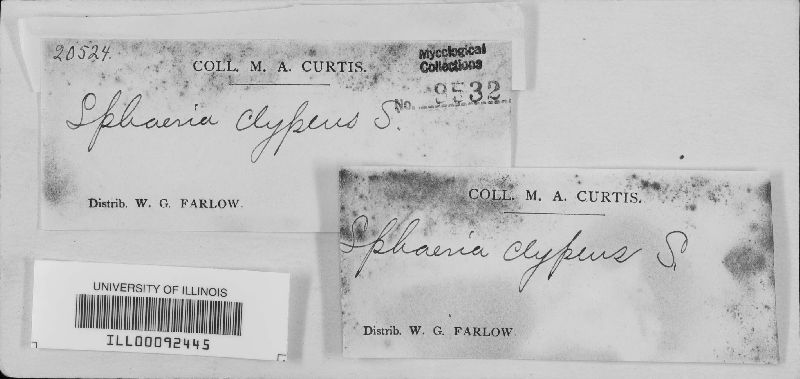 20524.
COLL. M. A. CURTIS.
Mycological
Collections
No. 9532
Sphaeria clypeus S.
Distrib. W. G. FARLOW.
COLL. M. A. CURTIS.
Sphaeria clypeus S.
Distrib. W. G. FARLOW
UNIVERSITY OF ILLINOIS
ILL00092445